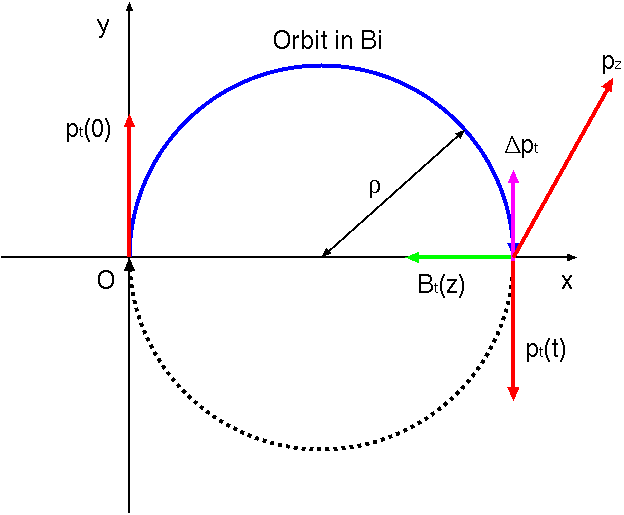 y
Orbit in Bi
pz
pt(0)
Δpt
ρ
O
Bt(z)
x
pt(t)